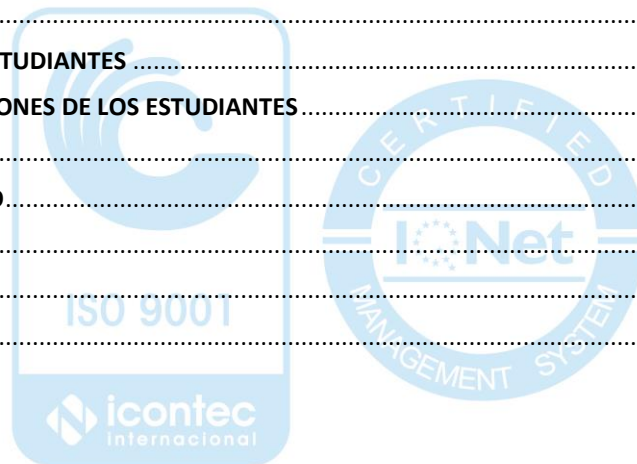 ........................................................................................
TUDIANTES ........................................................................
ONES DE LOS ESTUDIANTES ................................................
........................................................................................
O........................................................................................
........................................................................................
........................................................................................
........................................................................................
ISO 9001
icontec
internacional
CERTIFIED
IQNet
MANAGEMENT SYSTEM